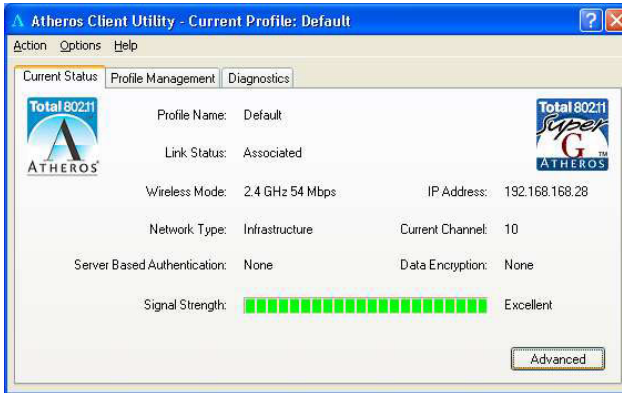 Atheros Client Utility - Current Profile: Default
Action Options Help
Current Status Profile Management Diagnostics
Total 802.11
ATHEROS
Total 802.11
Super
G ™
ATHEROS
Profile Name: Default
Link Status: Associated
Wireless Mode: 2.4 GHz 54 Mbps IP Address: 192.168.168.28
Network Type: Infrastructure Current Channel: 10
Server Based Authentication: None Data Encryption: None
Signal Strength: Excellent
Advanced